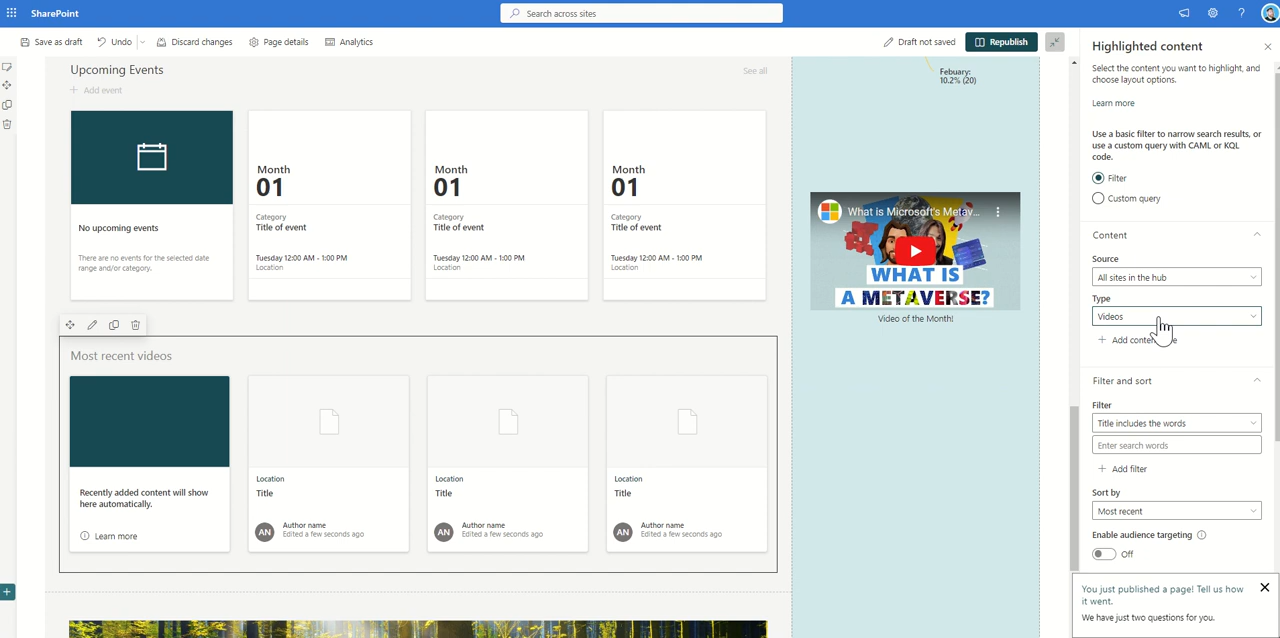 SharePoint
Search across sites
Save as draft
Undo
Discard changes
Page details
Analytics
Draft not saved
Republish
Upcoming Events
See all
Add event
No upcoming events
There are no events for the selected date
range and/or category.
Month
01
Category
Title of event
Tuesday 12:00 AM - 1:00 PM
Location
Month
01
Category
Title of event
Tuesday 12:00 AM - 1:00 PM
Location
Month
01
Category
Title of event
Tuesday 12:00 AM - 1:00 PM
Location
Most recent videos
Recently added content will show
here automatically.
Learn more
Location
Title
AN
Author name
Edited a few seconds ago
Location
Title
AN
Author name
Edited a few seconds ago
Location
Title
AN
Author name
Edited a few seconds ago
Febuary:
10.2% (20)
What is Microsoft's Metav...
WHAT IS
A METAVERSE?
Video of the Month!
Highlighted content
Select the content you want to highlight, and
choose layout options.
Learn more
Use a basic filter to narrow search results, or
use a custom query with CAML or KQL
code.
Filter
Custom query
Content
Source
All sites in the hub
Type
Videos
Add conten
Filter and sort
Filter
Title includes the words
Enter search words
Add filter
Sort by
Most recent
Enable audience targeting
Off
You just published a page! Tell us how
it went.
We have just two questions for you.